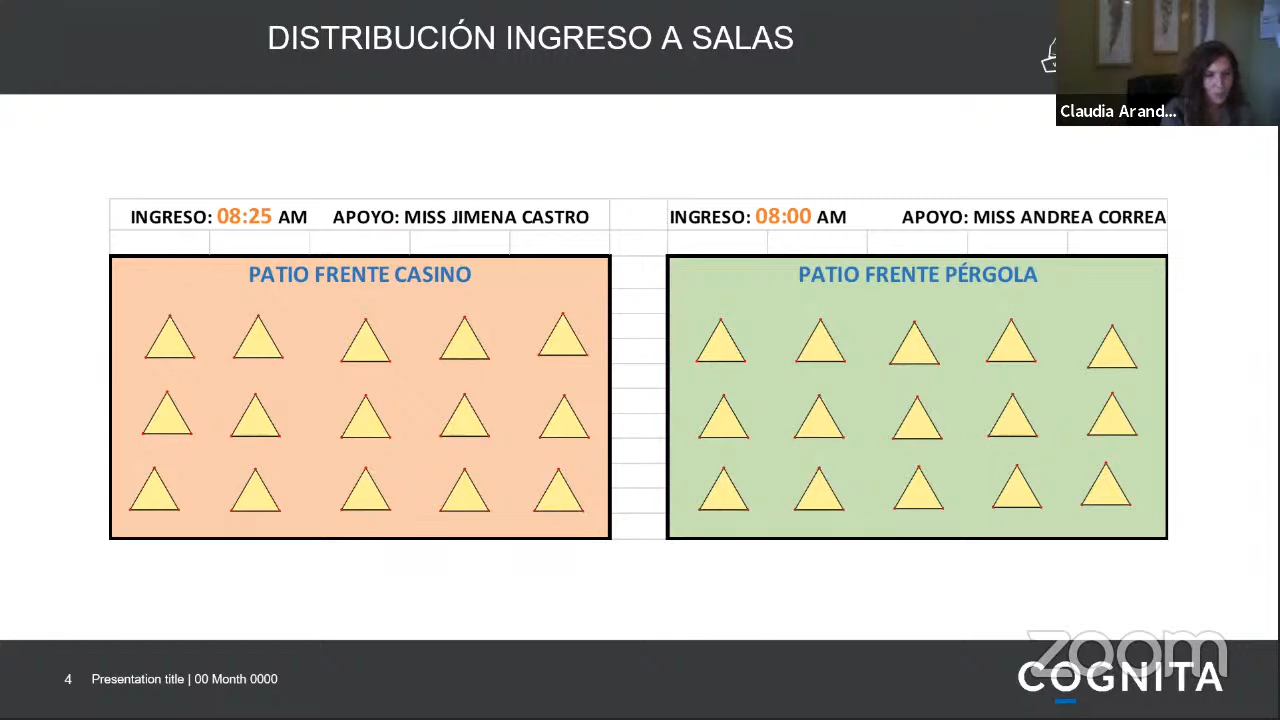 DISTRIBUCIÓN INGRESO A SALAS
Claudia Arand...
INGRESO: 08:25 AM APOYO: MISS JIMENA CASTRO
INGRESO: 08:00 AM APOYO: MISS ANDREA CORREA
PATIO FRENTE CASINO
PATIO FRENTE PÉRGOLA
4 Presentation title | 00 Month 0000
zoom
COGNITA